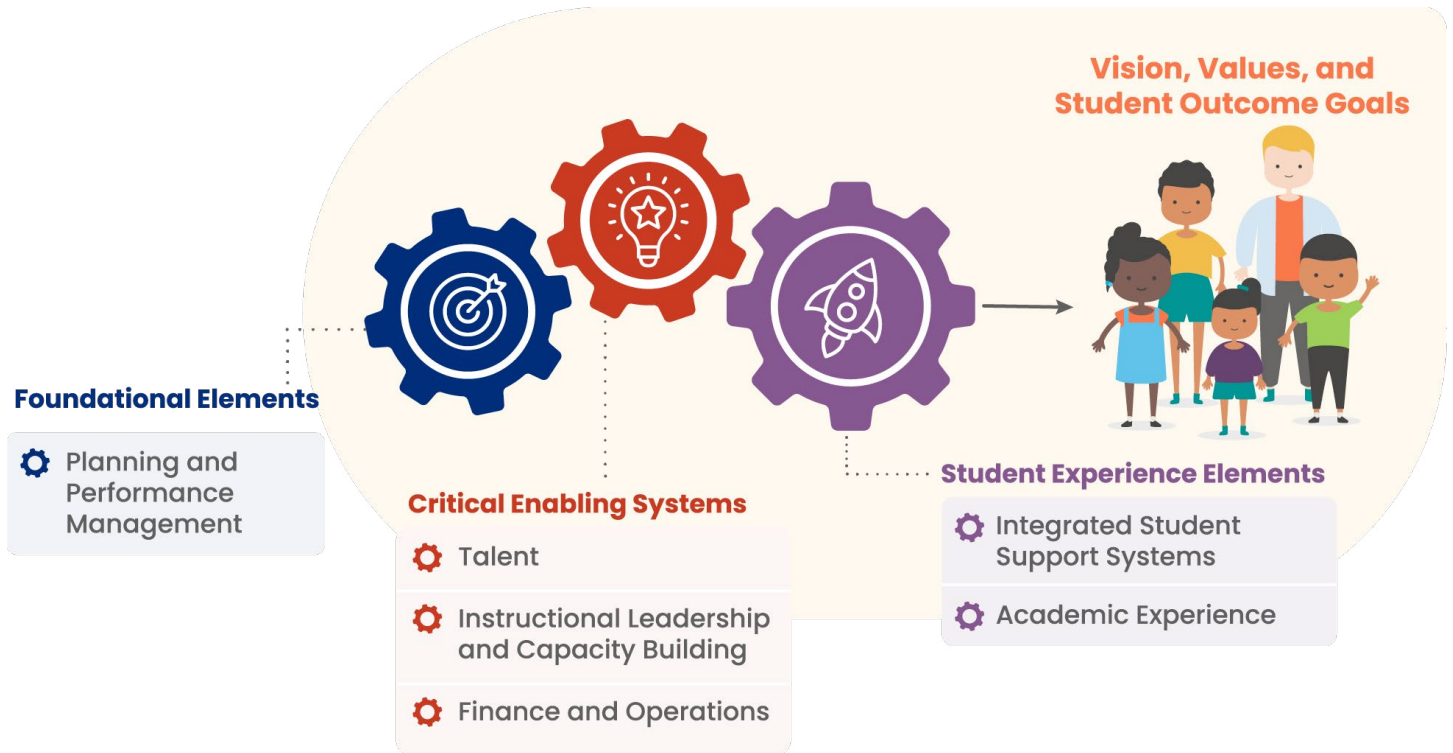 Vision, Values, and
Student Outcome Goals
Foundational Elements
Planning and
Performance
Management
Critical Enabling Systems
Talent
Instructional Leadership
and Capacity Building
Finance and Operations
Student Experience Elements
Integrated Student
Support Systems
Academic Experience